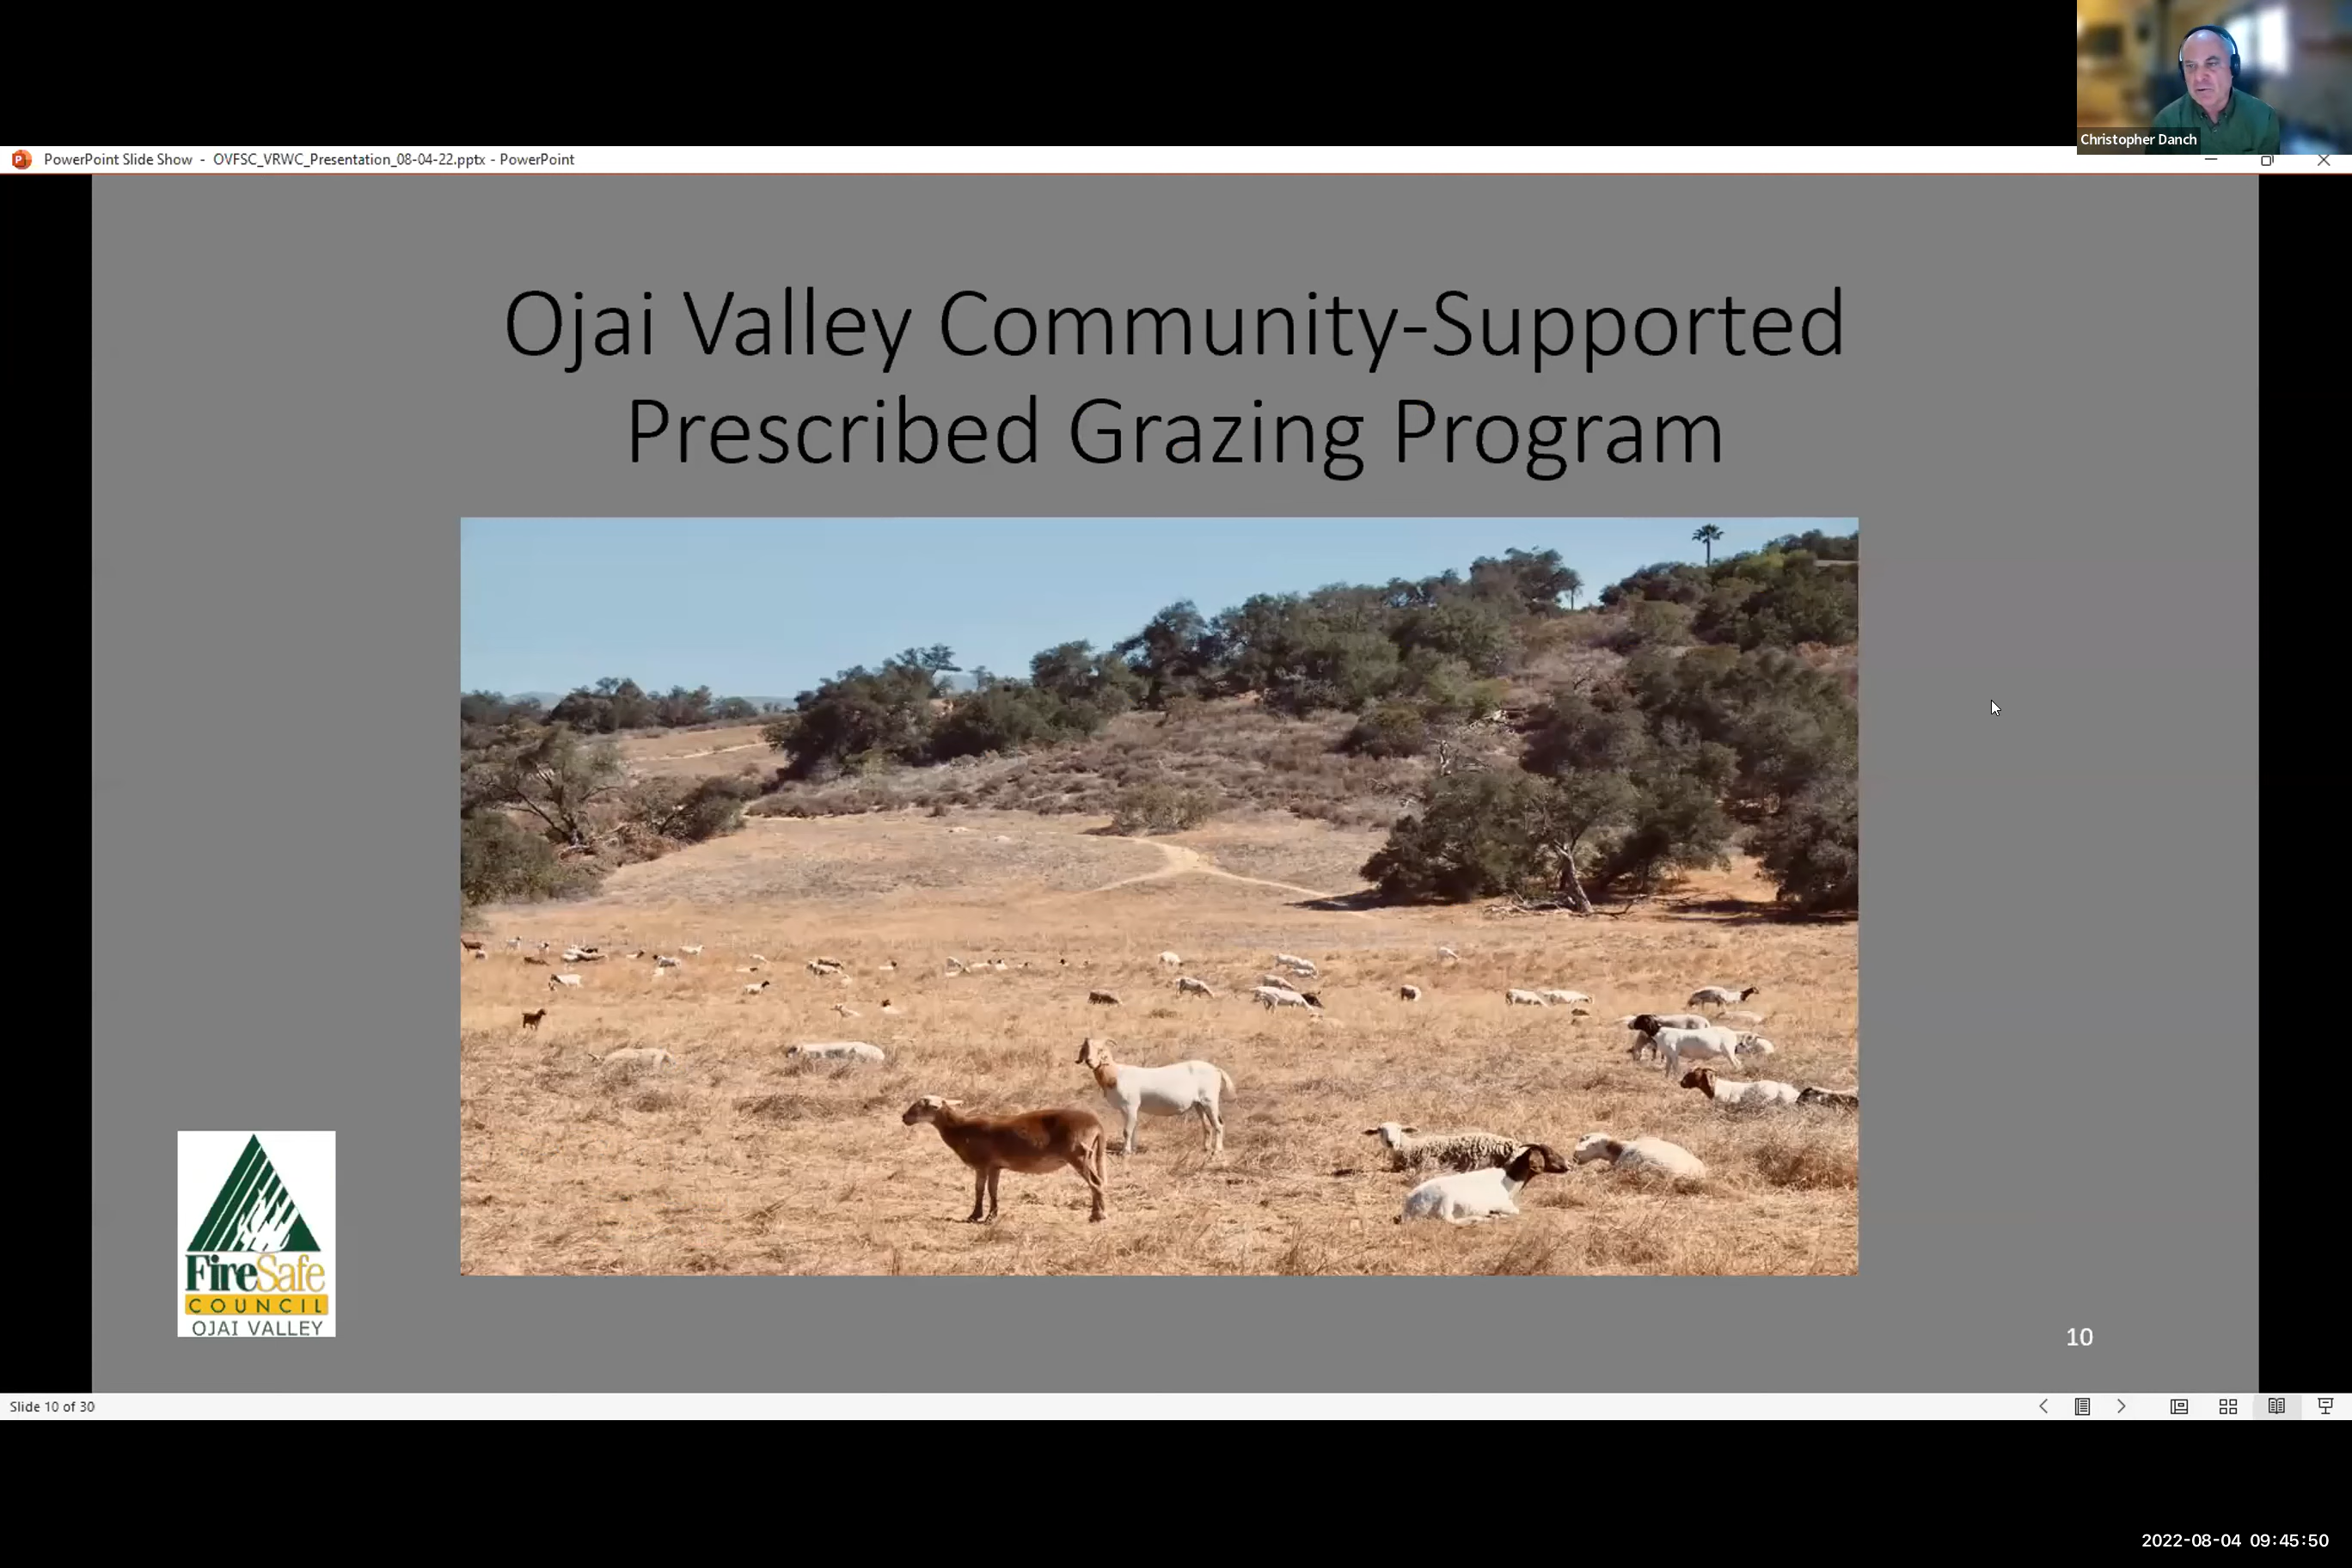 Christopher Danch
PowerPoint Slide Show - OVFSC_VRWC_Presentation_08-04-22.pptx - PowerPoint
Ojai Valley Community-Supported
Prescribed Grazing Program
FireSafe
COUNCIL
OJAI VALLEY
10
Slide 10 of 30
2022-08-04 09:45:50